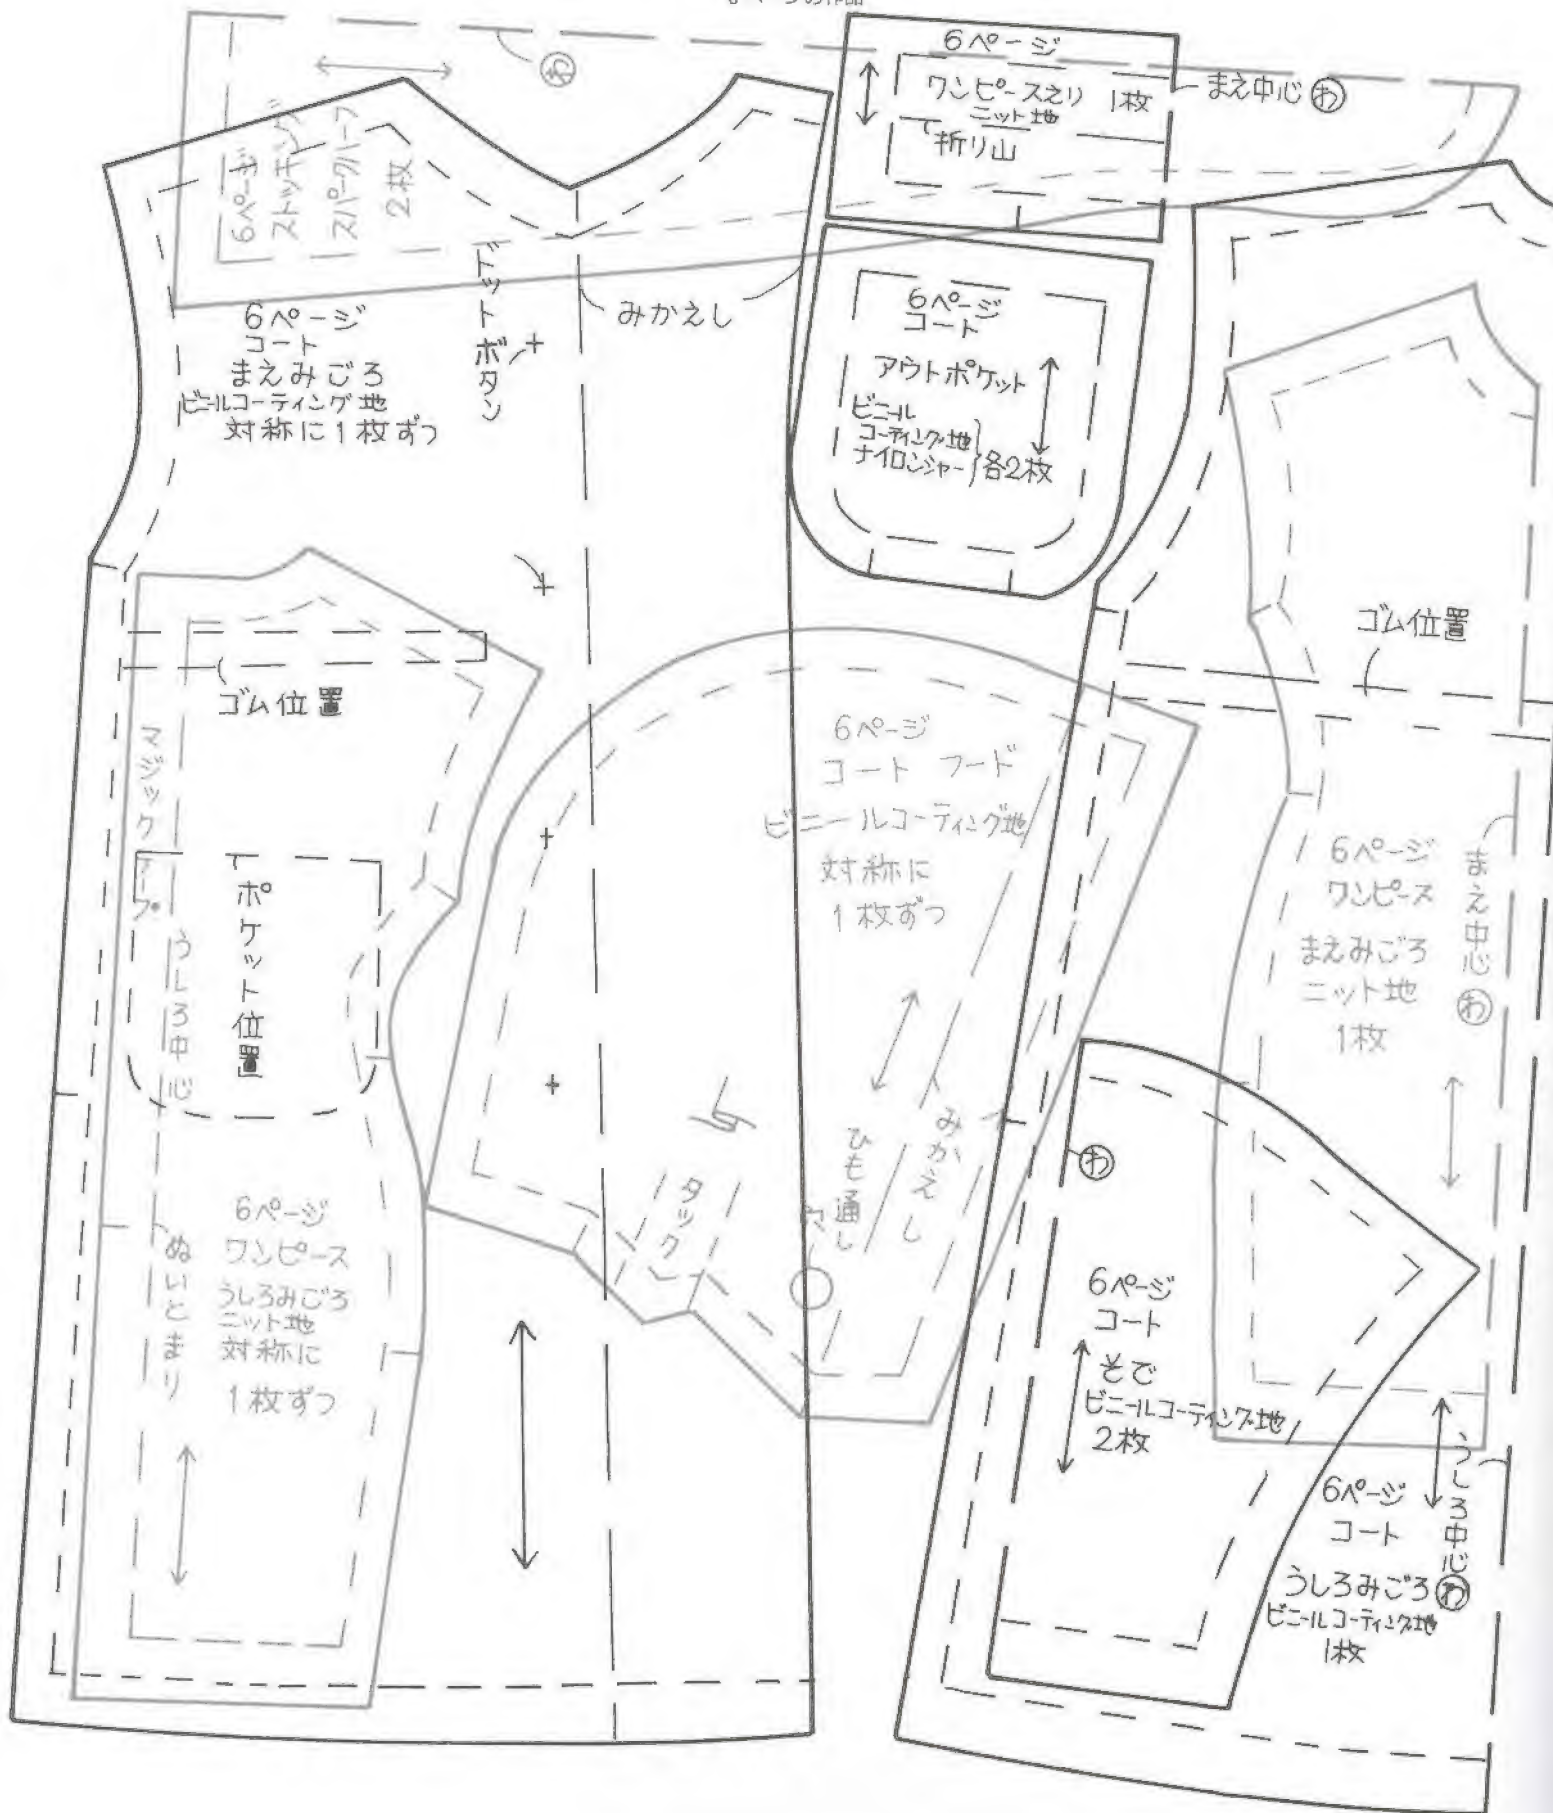 6ページ
ワンピースえり 1枚
ニット地
折り山
まえ中心 わ
わ
6ページ
ストッキング
スパークハーフ
2枚
6ページ
コート
まえみごろ
ビニールコーティング地
対称に1枚ずつ
ドットボタン
みかえし
6ページ
コート
アウトポケット
ビニール
コーティング地
ナイロンシャー
各2枚
ゴム位置
ゴム位置
マジックテープ
うしろ中心
ポケット位置
6ページ
コート フード
ビニールコーティング地
対称に
1枚ずつ
6ページ
ワンピース
まえみごろ
ニット地
1枚
まえ中心 わ
みかえし
ひも通し
穴
タック
わ
6ページ
ワンピース
うしろみごろ
ニット地
対称に
1枚ずつ
ぬいどまり
6ページ
コート
そで
ビニールコーティング地
2枚
うしろ中心 わ
6ページ
コート
うしろみごろ
ビニールコーティング地
1枚